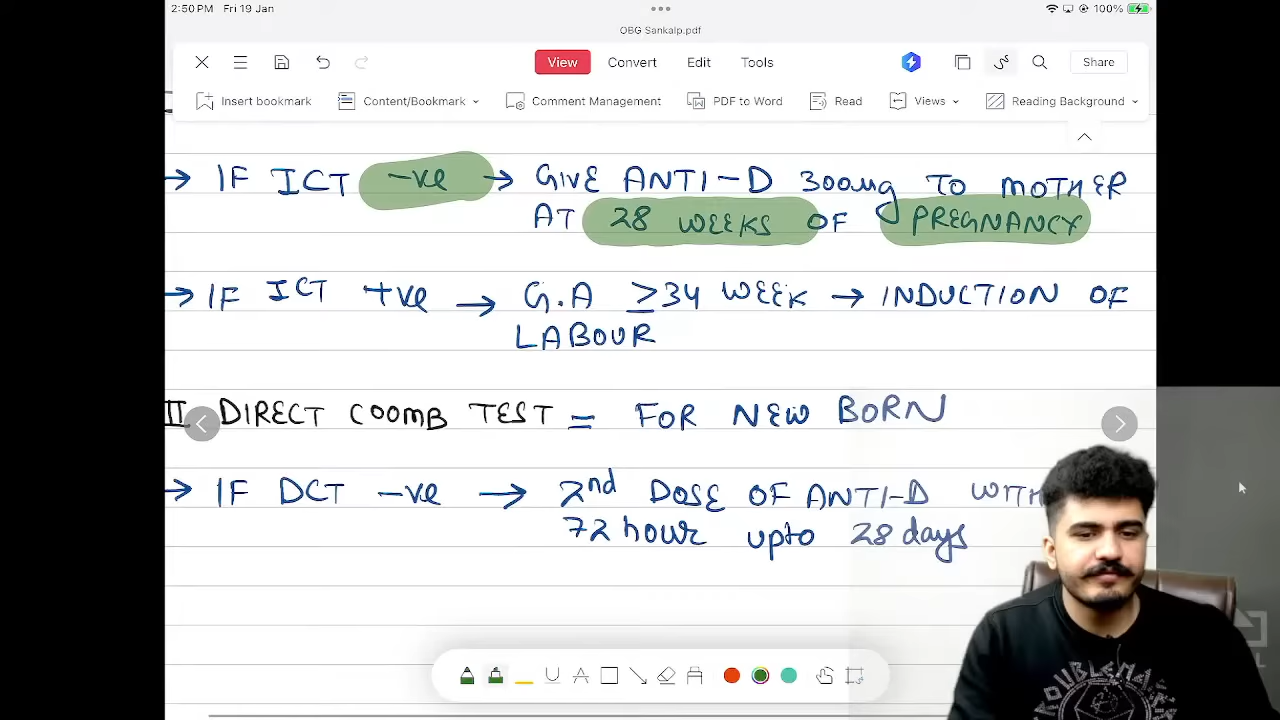 2:50 PM Fri 19 Jan
100%
OBG Sankalp.pdf
View Convert Edit Tools Share
Insert bookmark Content/Bookmark Comment Management PDF to Word Read Views Reading Background
→ IF ICT -ve → GIVE ANTI-D 300ug TO MOTHER
AT 28 WEEKS OF PREGNANCY
→ IF ICT +ve → G.A ≥34 WEEK → INDUCTION OF
LABOUR
II DIRECT COOMB TEST = FOR NEW BORN
→ IF DCT -ve → 2nd DOSE OF ANTI-D
72 hour upto 28 days